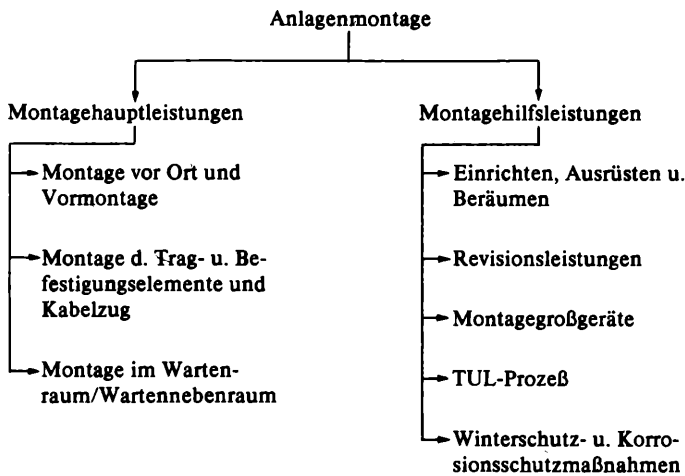 Anlagenmontage
Montagehauptleistungen
Montage vor Ort und
Vormontage
Montage d. Trag- u. Be-
festigungselemente und
Kabelzug
Montage im Warten-
raum/Wartennebenraum
Montagehilfsleistungen
Einrichten, Ausrüsten u.
Beräumen
Revisionsleistungen
Montagegroßgeräte
TUL-Prozeß
Winterschutz- u. Korro-
sionsschutzmaßnahmen